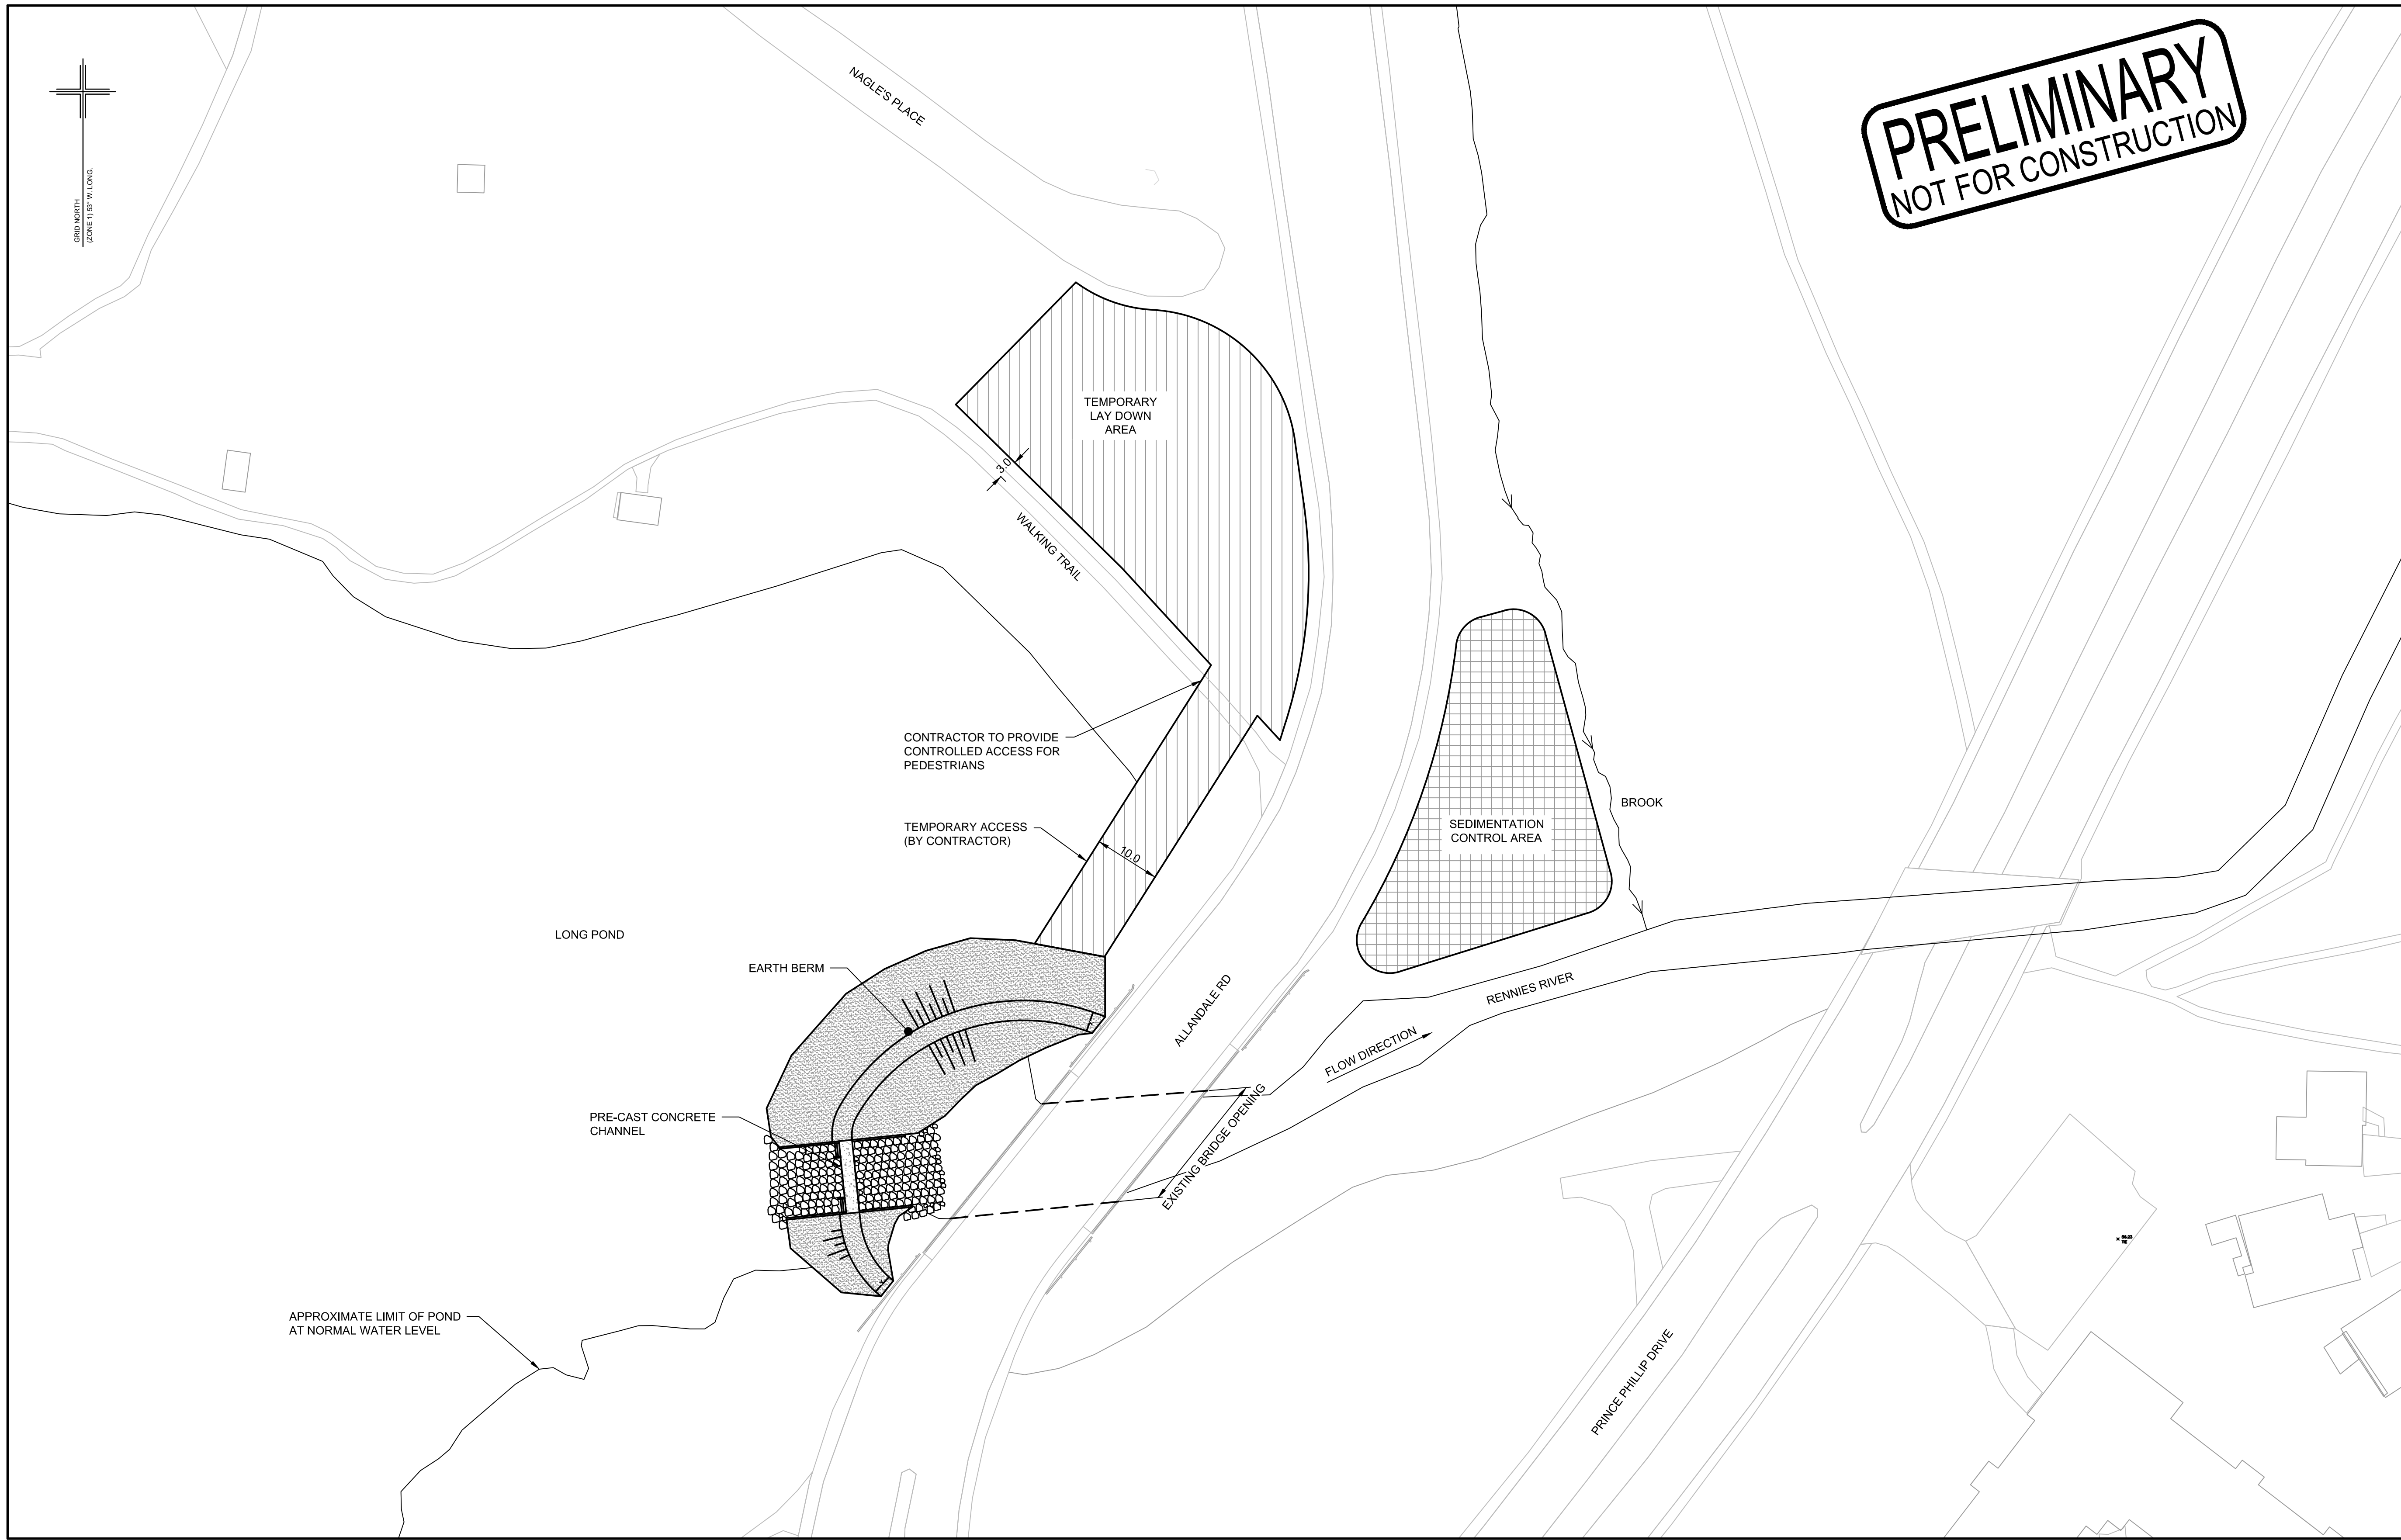 PRELIMINARY
NOT FOR CONSTRUCTION
GRID NORTH
(ZONE 1) 53° W. LONG.
NAGLE'S PLACE
TEMPORARY
LAY DOWN
AREA
3.0
WALKING TRAIL
CONTRACTOR TO PROVIDE
CONTROLLED ACCESS FOR
PEDESTRIANS
TEMPORARY ACCESS
(BY CONTRACTOR)
10.0
BROOK
SEDIMENTATION
CONTROL AREA
LONG POND
EARTH BERM
ALLANDALE RD
RENNIES RIVER
FLOW DIRECTION
EXISTING BRIDGE OPENING
PRE-CAST CONCRETE
CHANNEL
APPROXIMATE LIMIT OF POND
AT NORMAL WATER LEVEL
PRINCE PHILLIP DRIVE